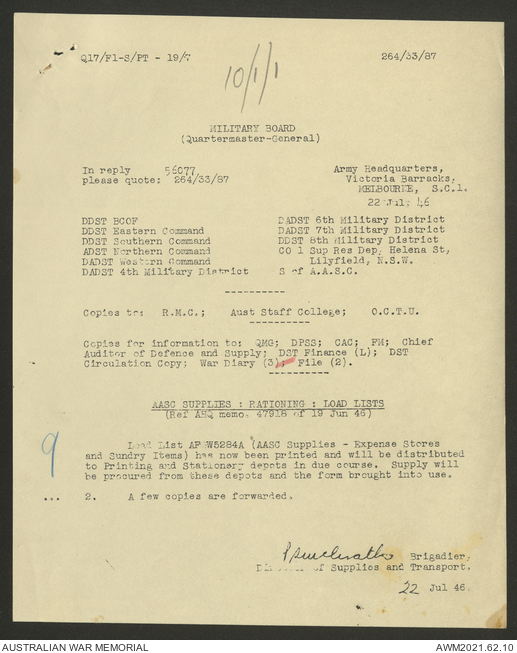 Q17/F1-S/PT - 19/7
264/33/87
10/1/1
MILITARY BOARD
(Quartermaster-General)
In reply 56077
please quote: 264/33/87
Army Headquarters,
Victoria Barracks,
MELBOURNE, S.C.1.
22 July 46
DDST BCOF
DDST Eastern Command
DDST Southern Command
ADST Northern Command
DADST Western Command
DADST 4th Military District
DADST 6th Military District
DADST 7th Military District
DDST 8th Military District
CO 1 Sup Res Dep, Helena St,
Lilyfield, N.S.W.
S of A.A.S.C.
----------
Copies to: R.M.C.; Aust Staff College; O.C.T.U.
----------
Copies for information to: QMG; DPSS; CAC; FM; Chief
Auditor of Defence and Supply; DST Finance (L); DST
Circulation Copy; War Diary (3); File (2).
----------
AASC SUPPLIES : RATIONING : LOAD LISTS
(Ref AHQ memo. 47918 of 19 Jun 46)
9
Load List AF W5284A (AASC Supplies - Expense Stores
and Sundry Items) has now been printed and will be distributed
to Printing and Stationery depots in due course. Supply will
be procured from these depots and the form brought into use.
... 2. A few copies are forwarded.
Brigadier,
Director of Supplies and Transport.
22 Jul 46.
AUSTRALIAN WAR MEMORIAL
AWM2021.62.10